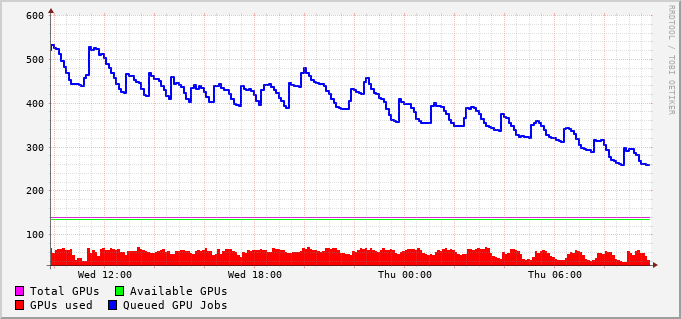 600
500
400
300
200
100
Wed 12:00 Wed 18:00 Thu 00:00 Thu 06:00
Total GPUs Available GPUs
GPUs used Queued GPU Jobs
RRDTOOL / TOBI OETIKER